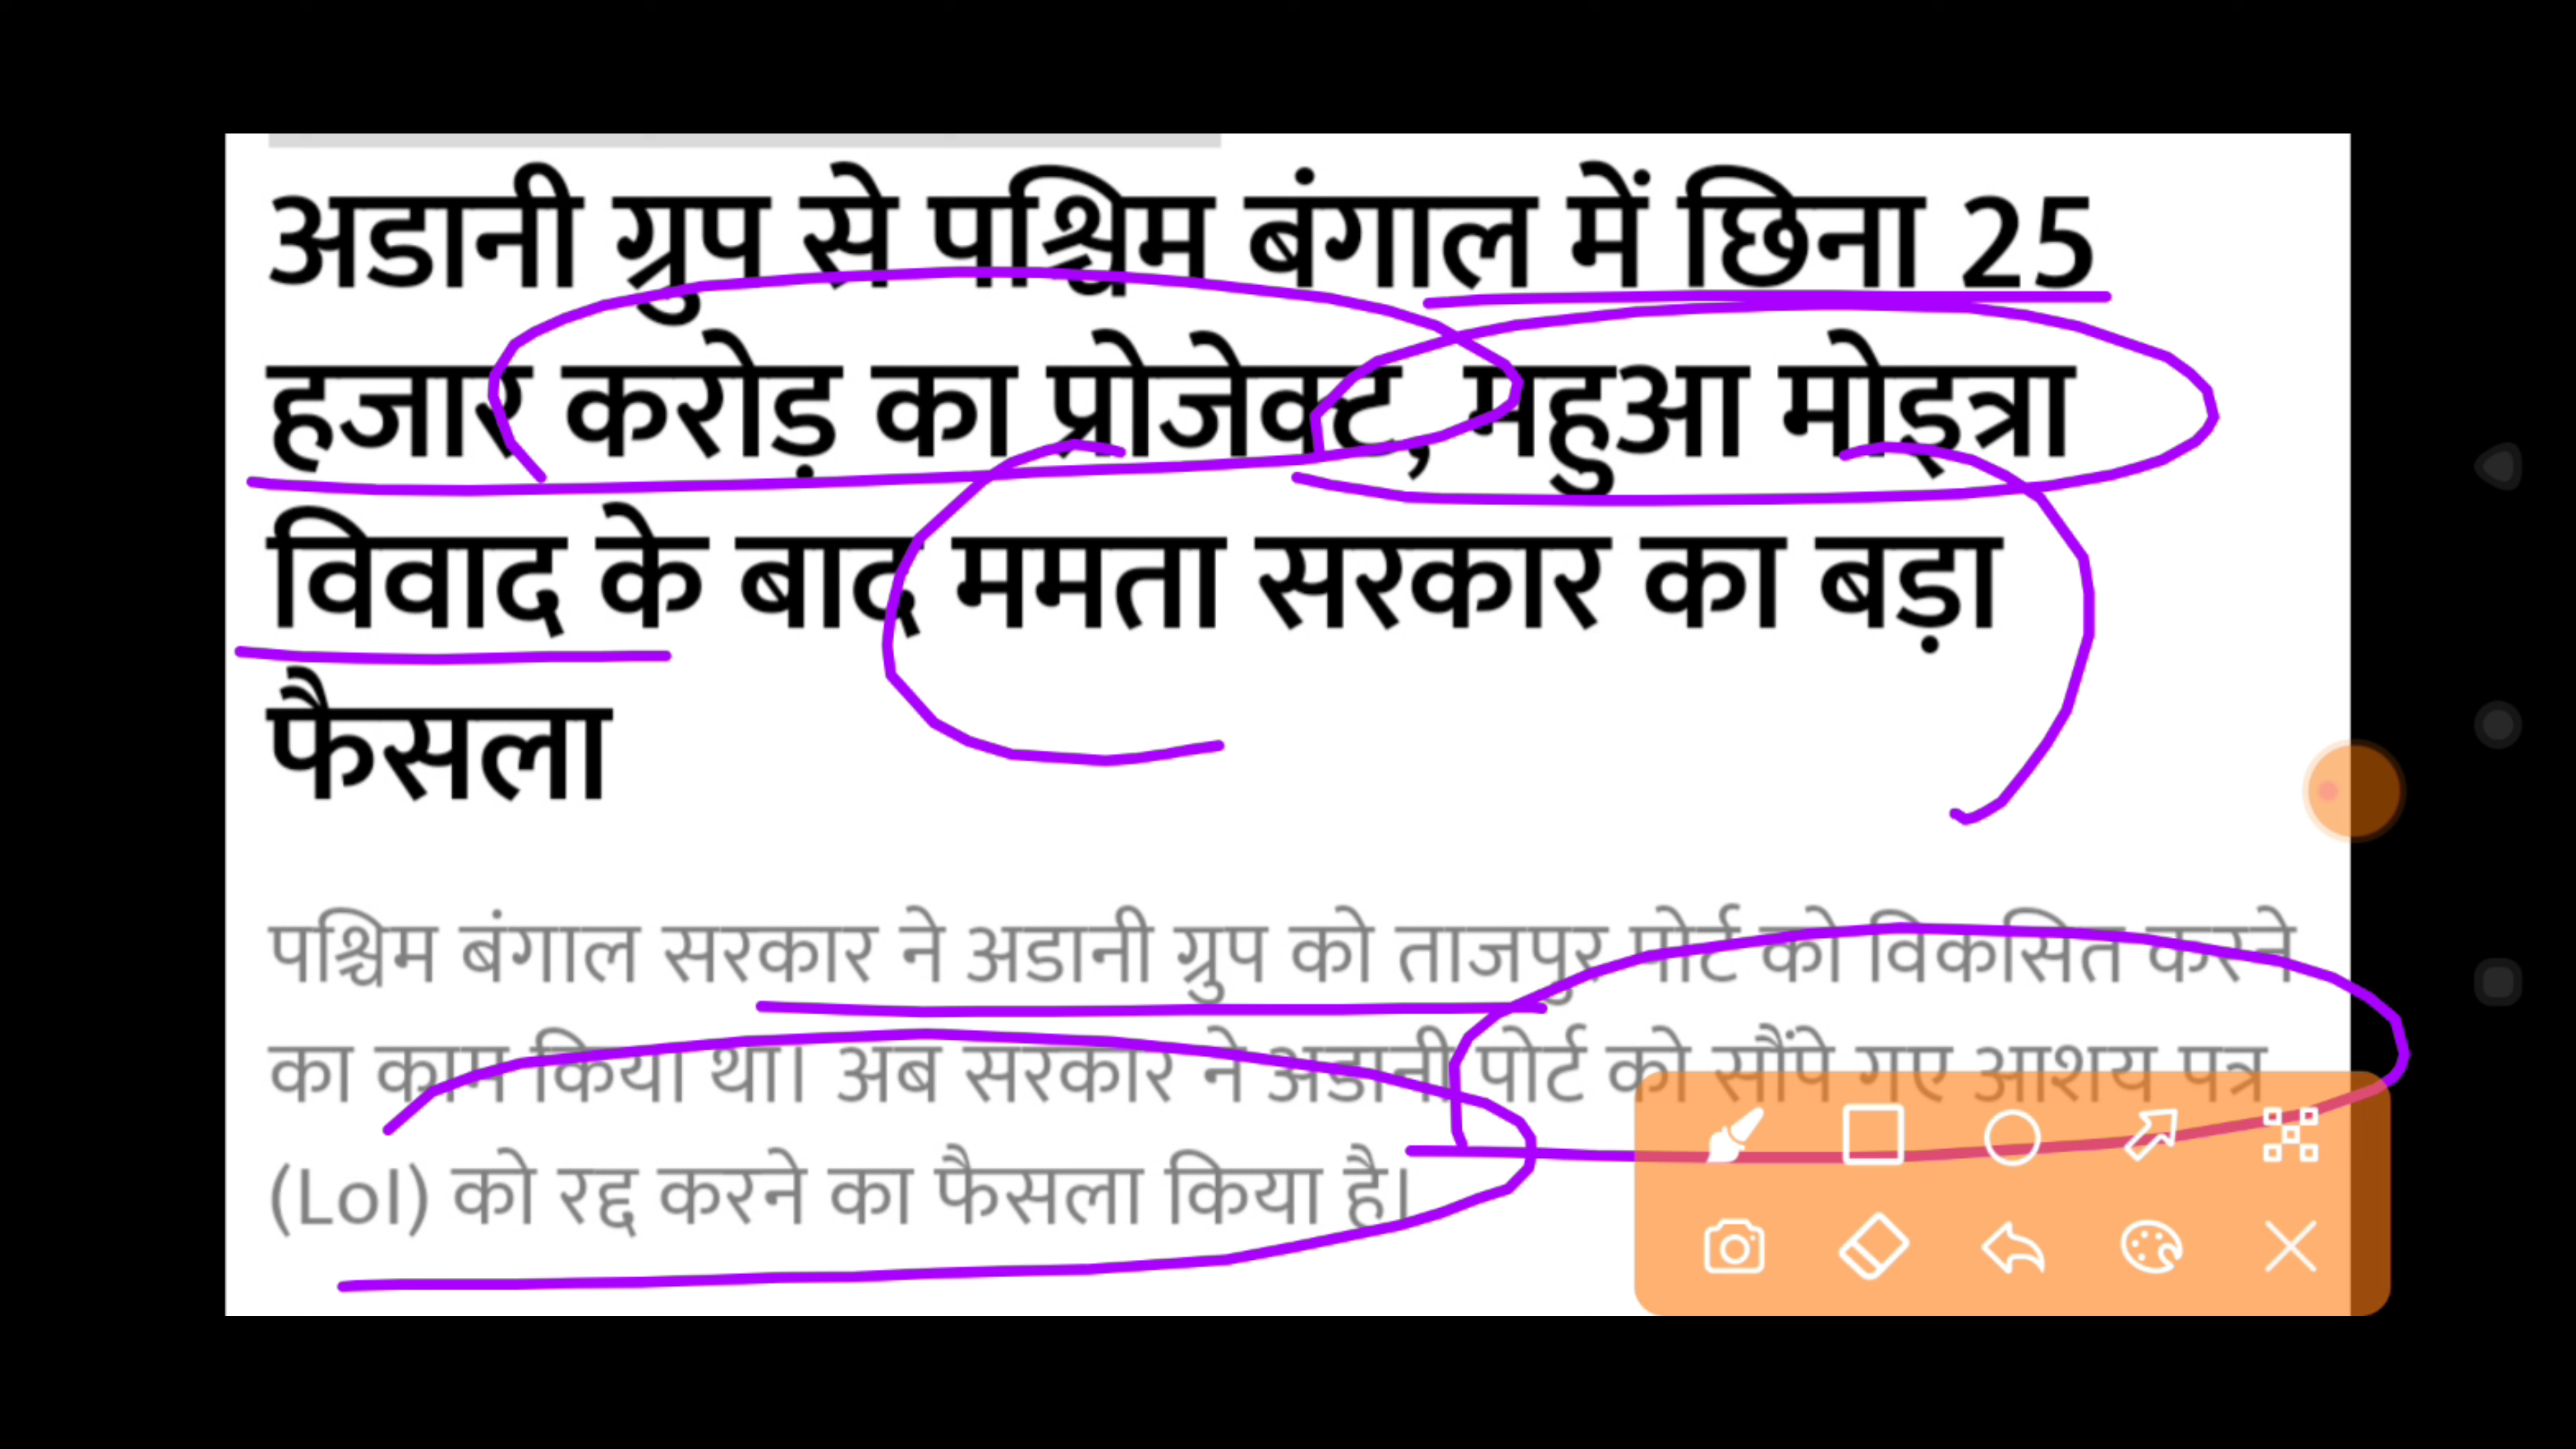 अडानी ग्रुप से पश्चिम बंगाल में छिना 25
हजार करोड़ का प्रोजेक्ट, महुआ मोइत्रा
विवाद के बाद ममता सरकार का बड़ा
फैसला
पश्चिम बंगाल सरकार ने अडानी ग्रुप को ताजपुर पोर्ट को विकसित करने
का काम किया था। अब सरकार ने अडानी पोर्ट को सौंपे गए आशय पत्र
(LoI) को रद्द करने का फैसला किया है।